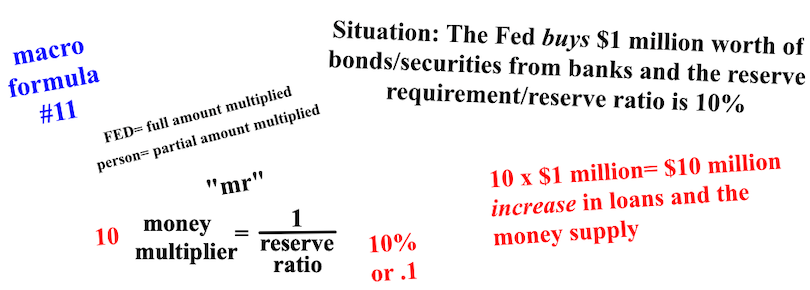 macro
formula
#11
Situation: The Fed buys $1 million worth of
bonds/securities from banks and the reserve
requirement/reserve ratio is 10%
FED= full amount multiplied
person= partial amount multiplied
"mr"
10 money multiplier = 1
reserve
ratio
10%
or .1
10 x $1 million= $10 million
increase in loans and the
money supply